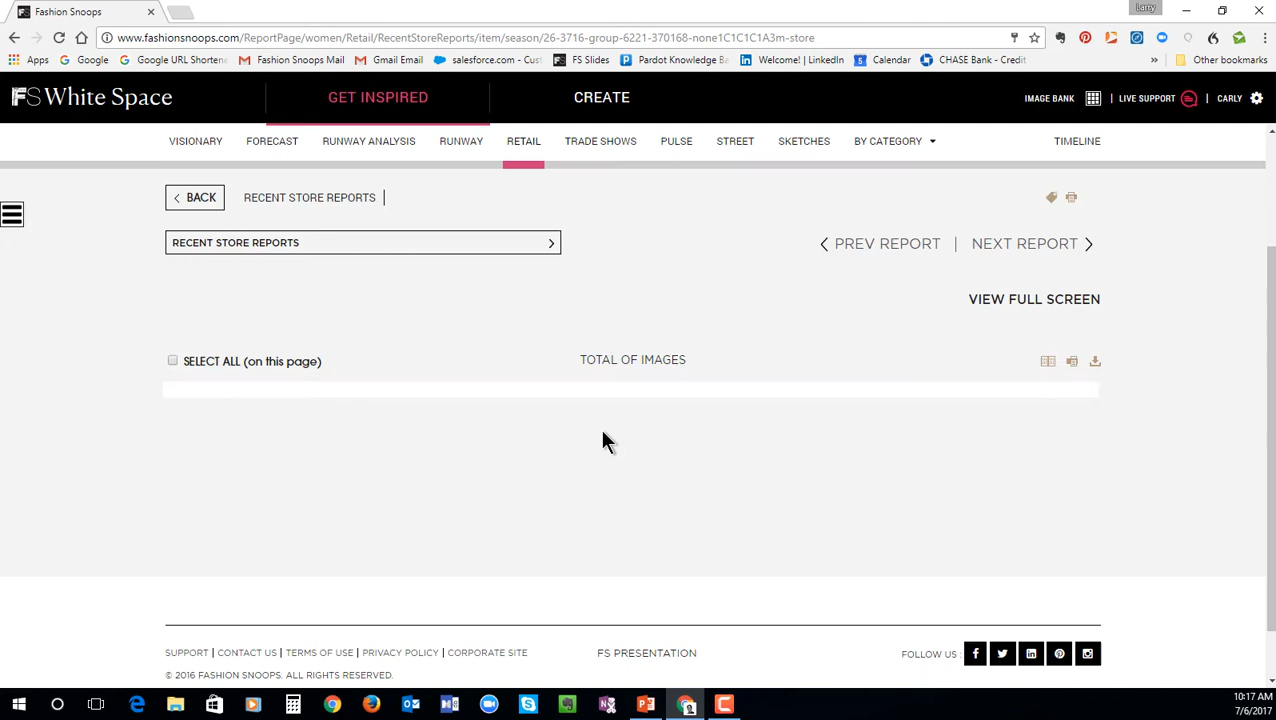 Fashion Snoops
Larry
www.fashionsnoops.com/ReportPage/women/Retail/RecentStoreReports/item/season/26-3716-group-6221-370168-none1C1C1C1A3m-store
Apps Google Google URL Shortene Fashion Snoops Mail Gmail Email salesforce.com - Cust FS Slides Pardot Knowledge Ba Welcome! | LinkedIn Calendar CHASE Bank - Credit » Other bookmarks
FS White Space GET INSPIRED CREATE IMAGE BANK | LIVE SUPPORT | CARLY
VISIONARY FORECAST RUNWAY ANALYSIS RUNWAY RETAIL TRADE SHOWS PULSE STREET SKETCHES BY CATEGORY TIMELINE
BACK RECENT STORE REPORTS |
RECENT STORE REPORTS PREV REPORT | NEXT REPORT
VIEW FULL SCREEN
SELECT ALL (on this page) TOTAL OF IMAGES
SUPPORT | CONTACT US | TERMS OF USE | PRIVACY POLICY | CORPORATE SITE FS PRESENTATION FOLLOW US :
© 2016 FASHION SNOOPS. ALL RIGHTS RESERVED.
10:17 AM
7/6/2017